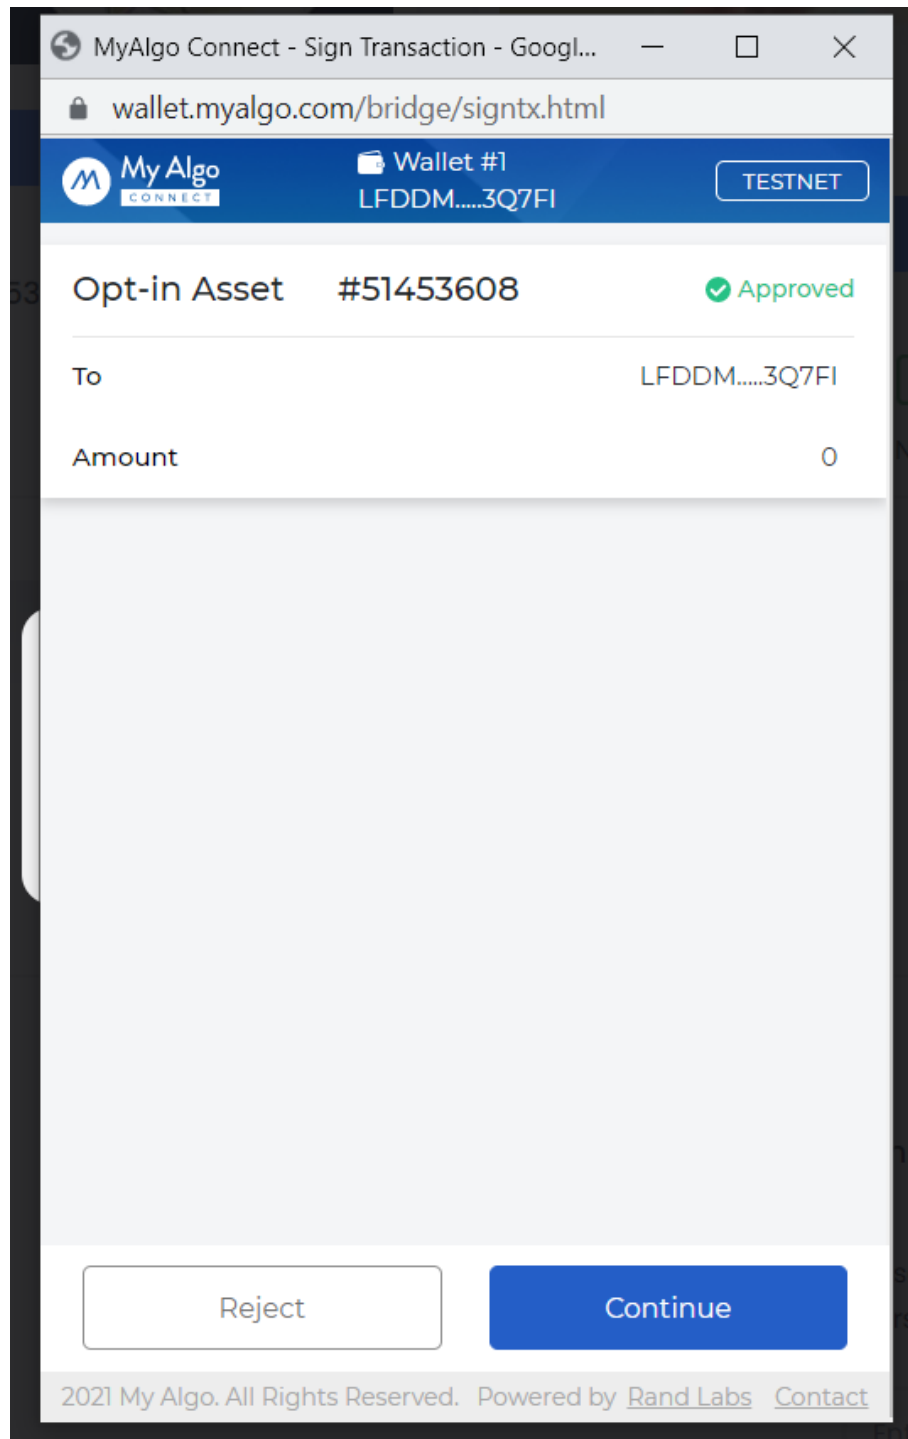 MyAlgo Connect - Sign Transaction - Googl...
wallet.myalgo.com/bridge/signtx.html
My Algo
CONNECT
Wallet #1
LFDDM.....3Q7FI
TESTNET
Opt-in Asset #51453608 Approved
To LFDDM.....3Q7FI
Amount 0
Reject Continue
2021 My Algo. All Rights Reserved. Powered by Rand Labs Contact